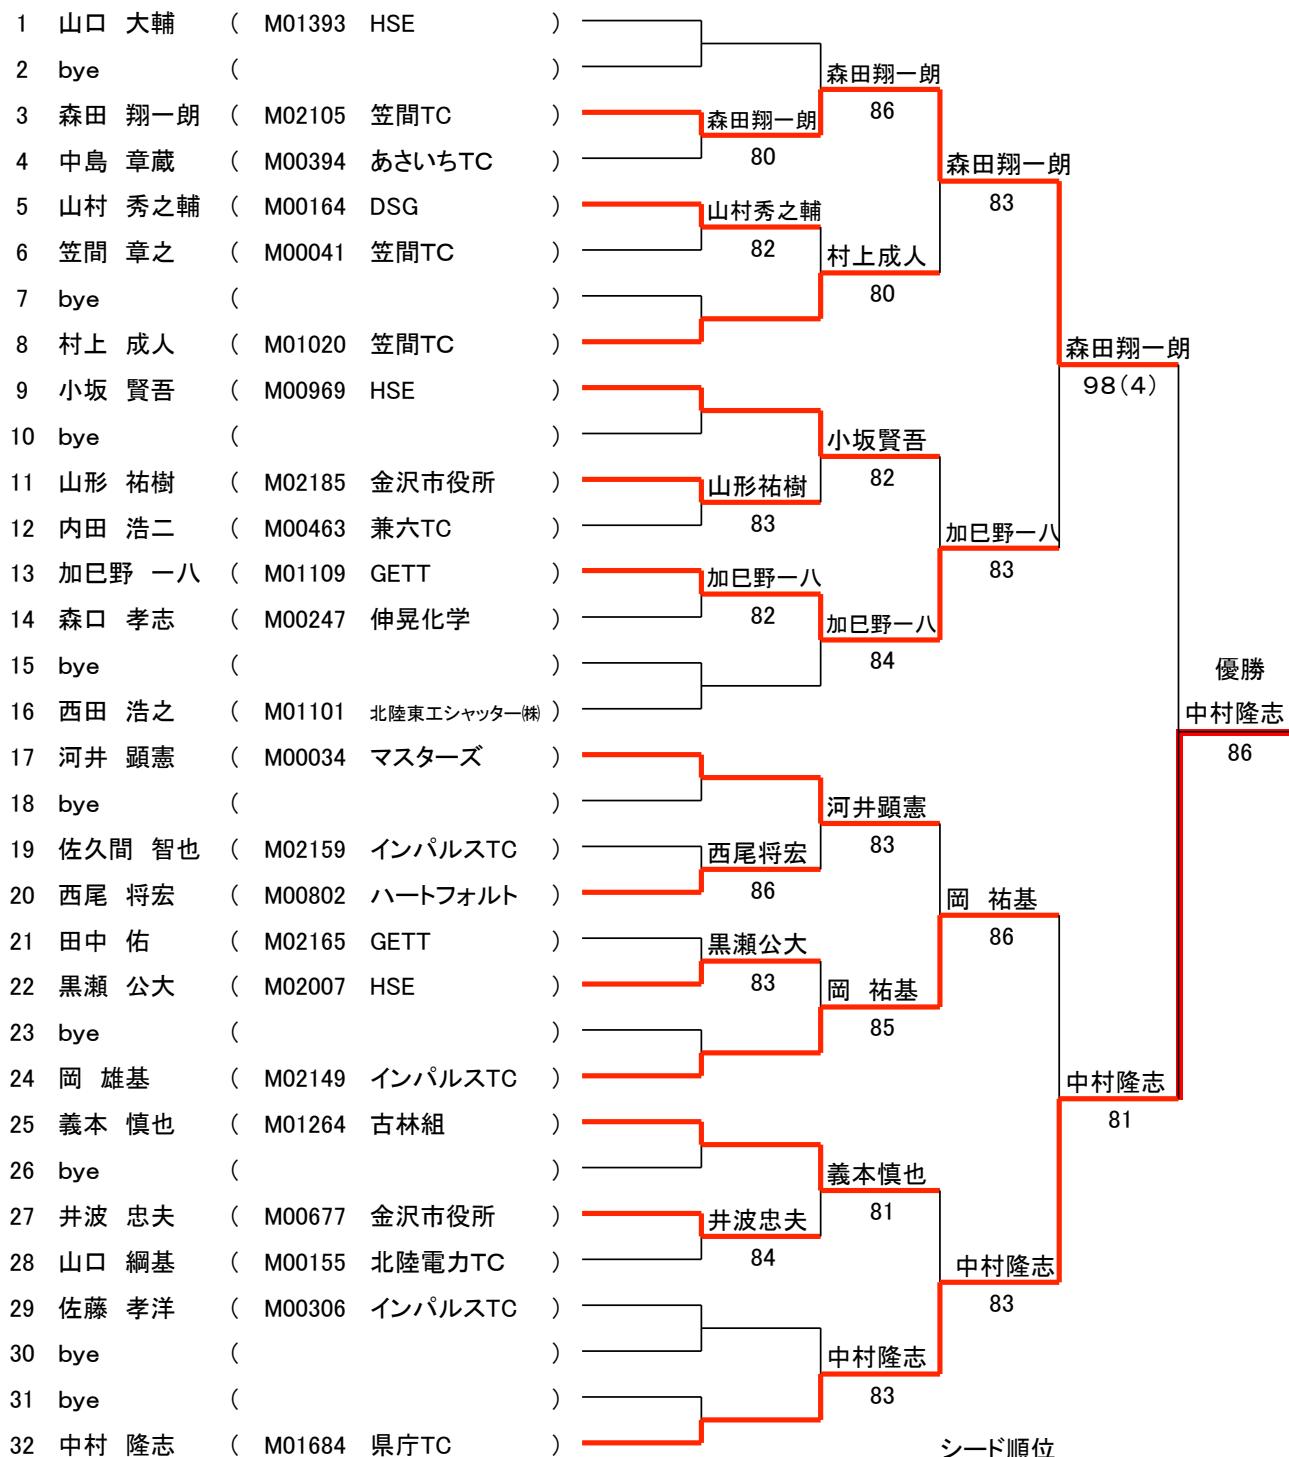 1 山口 大輔 ( M01393 HSE )
2 bye ( )
森田翔一朗
3 森田 翔一朗 ( M02105 笠間TC ) 森田翔一朗 86
4 中島 章蔵 ( M00394 あさいちTC ) 80 森田翔一朗
5 山村 秀之輔 ( M00164 DSG ) 山村秀之輔 83
6 笠間 章之 ( M00041 笠間TC ) 82 村上成人
7 bye ( ) 80
8 村上 成人 ( M01020 笠間TC ) 森田翔一朗
9 小坂 賢吾 ( M00969 HSE ) 98(4)
10 bye ( ) 小坂賢吾
11 山形 祐樹 ( M02185 金沢市役所 ) 山形祐樹 82
12 内田 浩二 ( M00463 兼六TC ) 83 加巳野一八
13 加巳野 一八 ( M01109 GETT ) 加巳野一八 83
14 森口 孝志 ( M00247 伸晃化学 ) 82 加巳野一八
15 bye ( ) 84 優勝
16 西田 浩之 ( M01101 北陸東エシャッター㈱ ) 中村隆志
17 河井 顕憲 ( M00034 マスターズ ) 86
18 bye ( ) 河井顕憲
19 佐久間 智也 ( M02159 インパルスTC ) 西尾将宏 83
20 西尾 将宏 ( M00802 ハートフォルト ) 86 岡 祐基
21 田中 佑 ( M02165 GETT ) 黒瀬公大 86
22 黒瀬 公大 ( M02007 HSE ) 83 岡 祐基
23 bye ( ) 85
24 岡 雄基 ( M02149 インパルスTC ) 中村隆志
25 義本 慎也 ( M01264 古林組 ) 81
26 bye ( ) 義本慎也
27 井波 忠夫 ( M00677 金沢市役所 ) 井波忠夫 81
28 山口 綱基 ( M00155 北陸電力TC ) 84 中村隆志
29 佐藤 孝洋 ( M00306 インパルスTC ) 83
30 bye ( ) 中村隆志
31 bye ( ) 83
32 中村 隆志 ( M01684 県庁TC ) シード順位